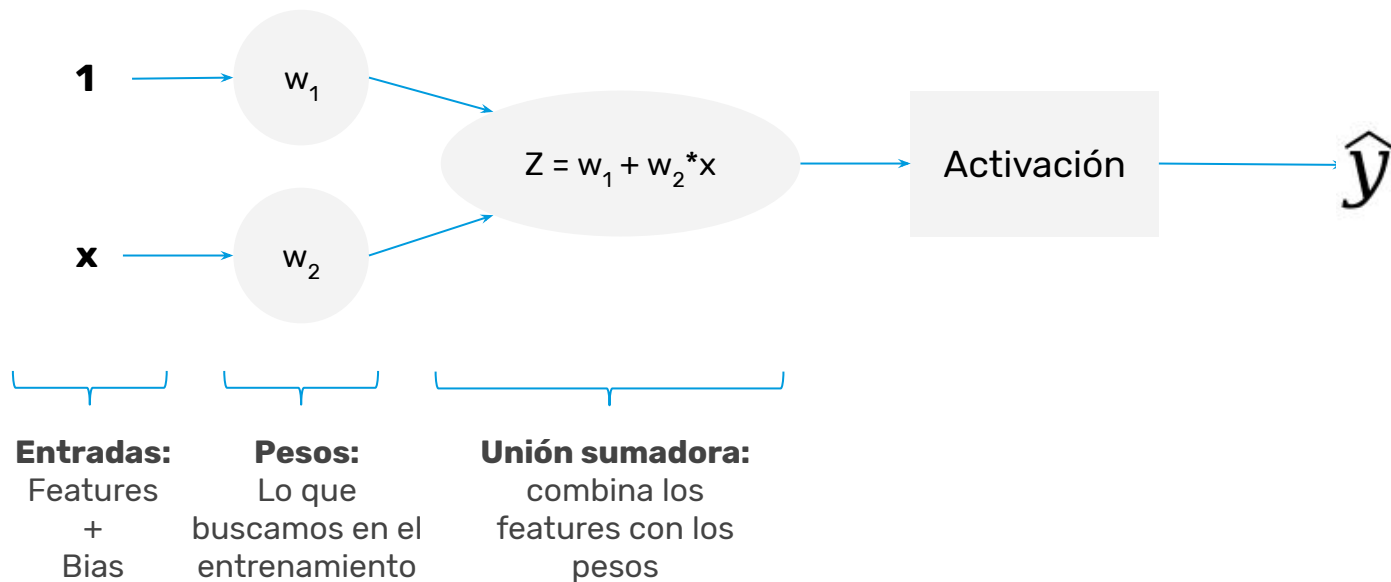 1
w₁
x
w₂
Z = w₁ + w₂*x
Activación
ŷ
Entradas:
Features
+
Bias
Pesos:
Lo que
buscamos en el
entrenamiento
Unión sumadora:
combina los
features con los
pesos